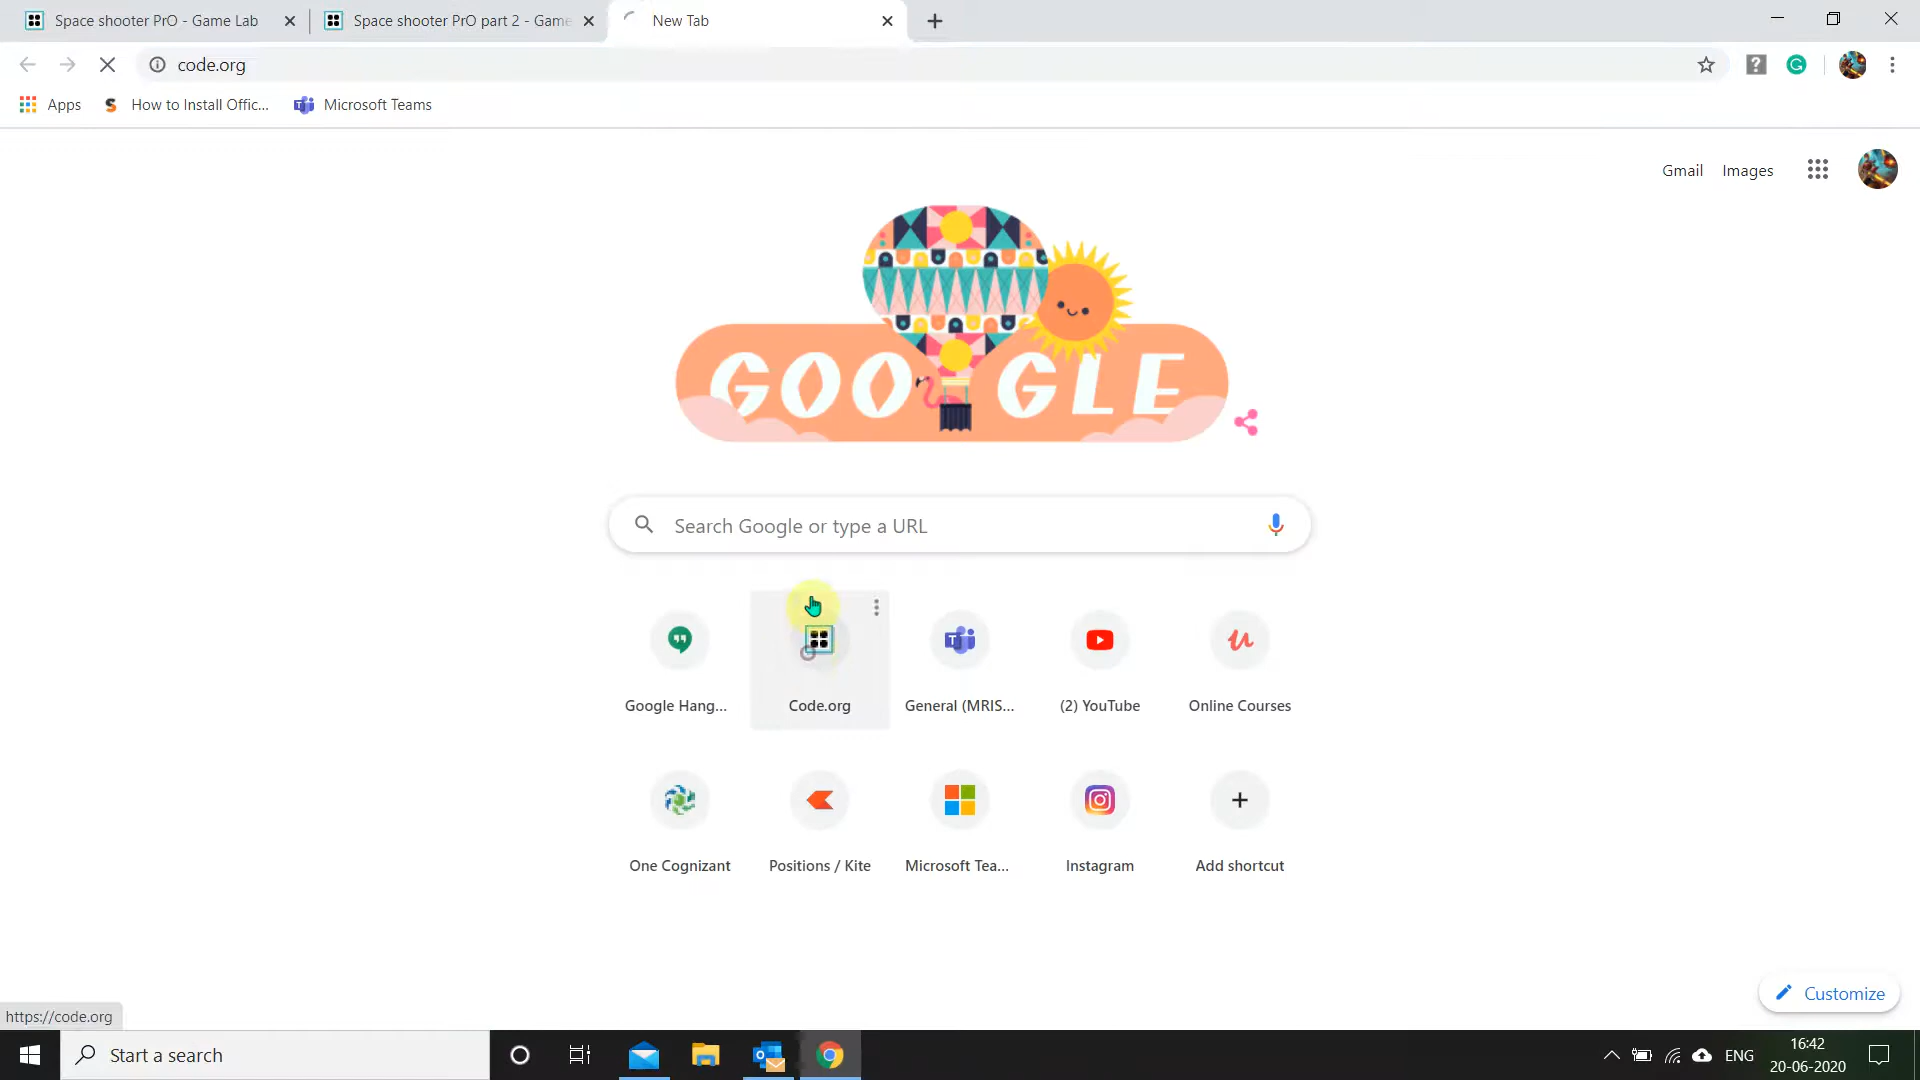 Space shooter PrO - Game Lab
Space shooter PrO part 2 - Game
New Tab
code.org
Apps
How to Install Offic...
Microsoft Teams
Gmail
Images
GOOGLE
Search Google or type a URL
Google Hang...
Code.org
General (MRIS...
(2) YouTube
Online Courses
One Cognizant
Positions / Kite
Microsoft Tea...
Instagram
Add shortcut
Customize
https://code.org
Start a search
ENG
16:42
20-06-2020